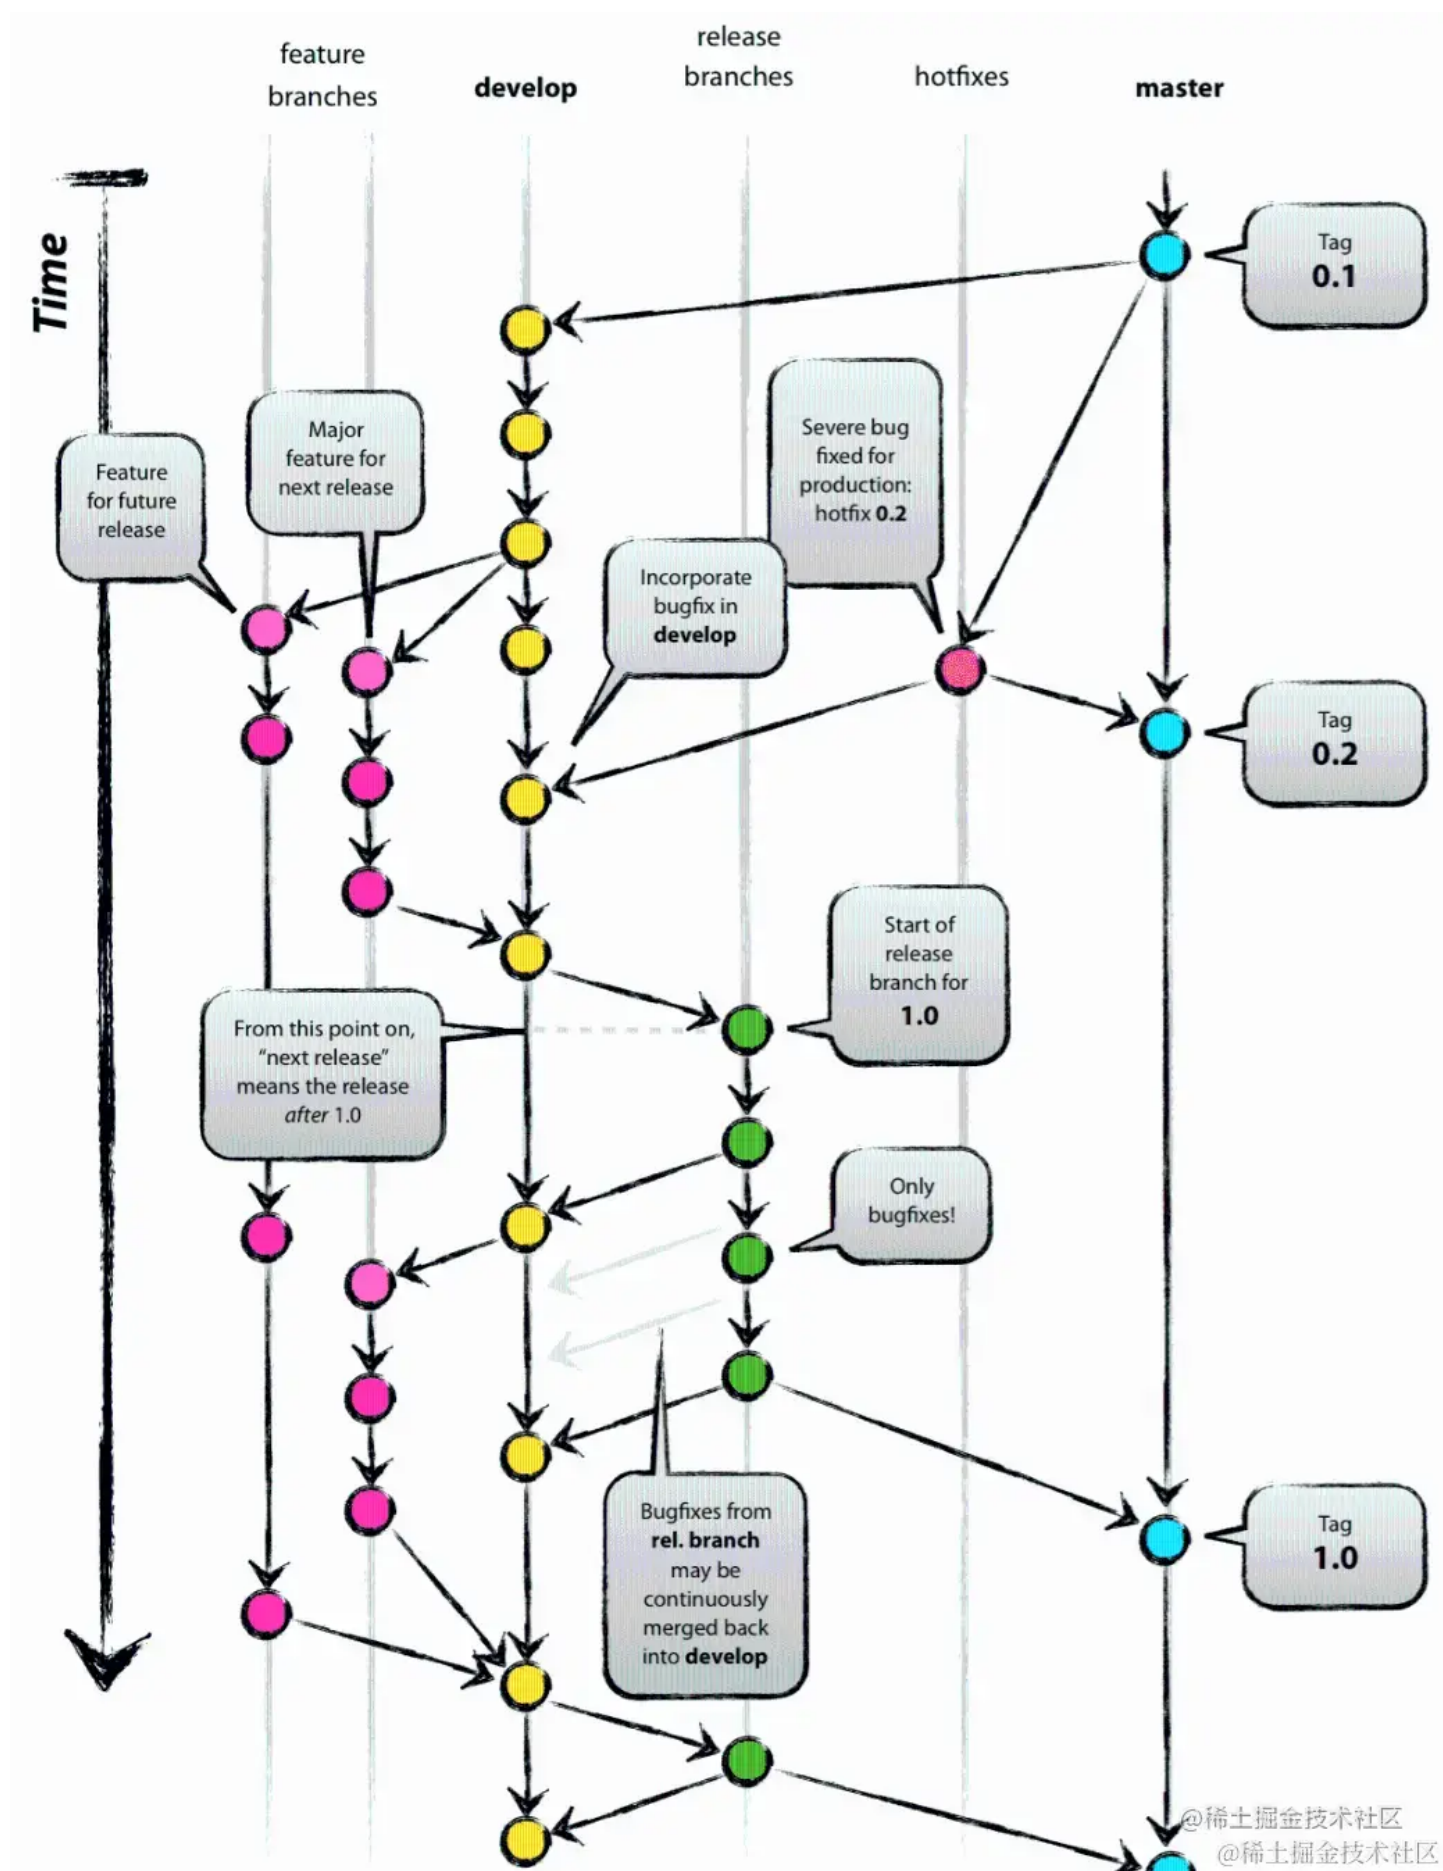 feature
branches
develop
release
branches
hotfixes
master
Time
Tag
0.1
Feature
for future
release
Major
feature for
next release
Severe bug
fixed for
production:
hotfix 0.2
Incorporate
bugfix in
develop
Tag
0.2
Start of
release
branch for
1.0
From this point on,
“next release”
means the release
after 1.0
Only
bugfixes!
Bugfixes from
rel. branch
may be
continuously
merged back
into develop
Tag
1.0
@稀土掘金技术社区
@稀土掘金技术社区